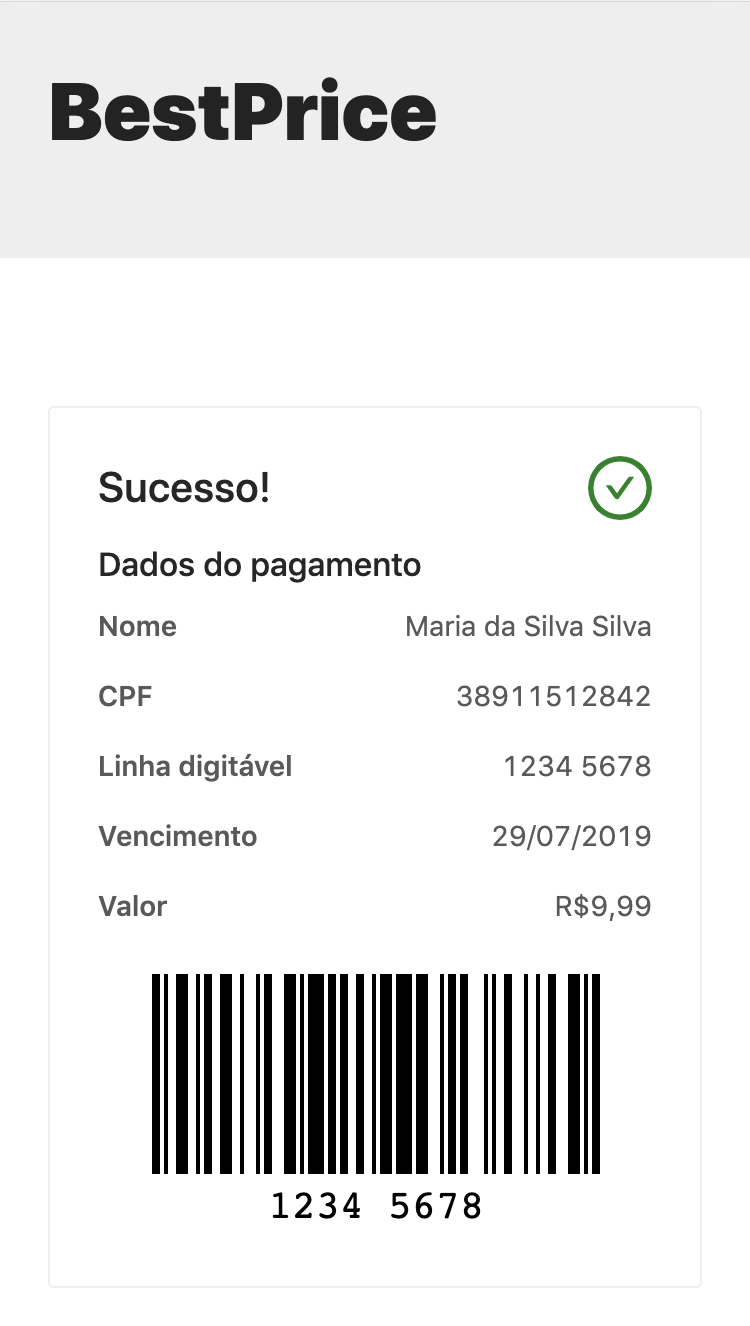 BestPrice
Sucesso!
Dados do pagamento
Nome Maria da Silva Silva
CPF 38911512842
Linha digitável 1234 5678
Vencimento 29/07/2019
Valor R$9,99
1234 5678